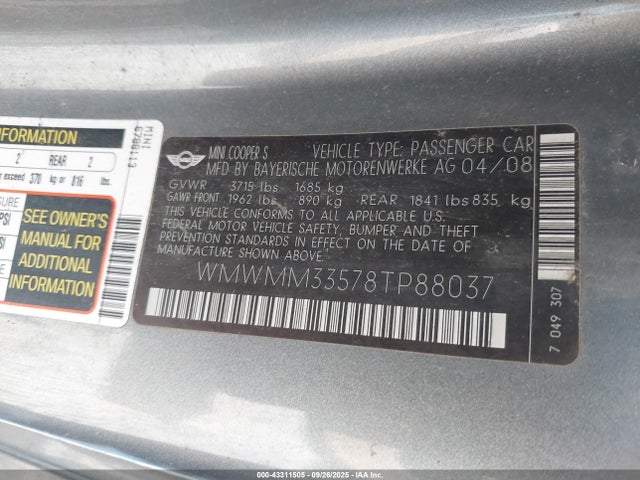 MINI
6788113
INFORMATION
2 REAR 2
exceed 370 kg or 816 lbs.
SURE
PSI
PSI
SEE OWNER'S
MANUAL FOR
ADDITIONAL
INFORMATION
MINI COOPER S VEHICLE TYPE: PASSENGER CAR
MFD BY BAYERISCHE MOTORENWERKE AG 04/08
GVWR 3715 lbs 1685 kg
GAWR FRONT: 1962 lbs 890 kg REAR 1841 lbs 835 kg
THIS VEHICLE CONFORMS TO ALL APPLICABLE U.S.
FEDERAL MOTOR VEHICLE SAFETY, BUMPER AND THEFT
PREVENTION STANDARDS IN EFFECT ON THE DATE OF
MANUFACTURE SHOWN ABOVE.
WMWMM33578TP88037
7 049 307
000-43311505 - 09/26/2025 - IAA Inc.